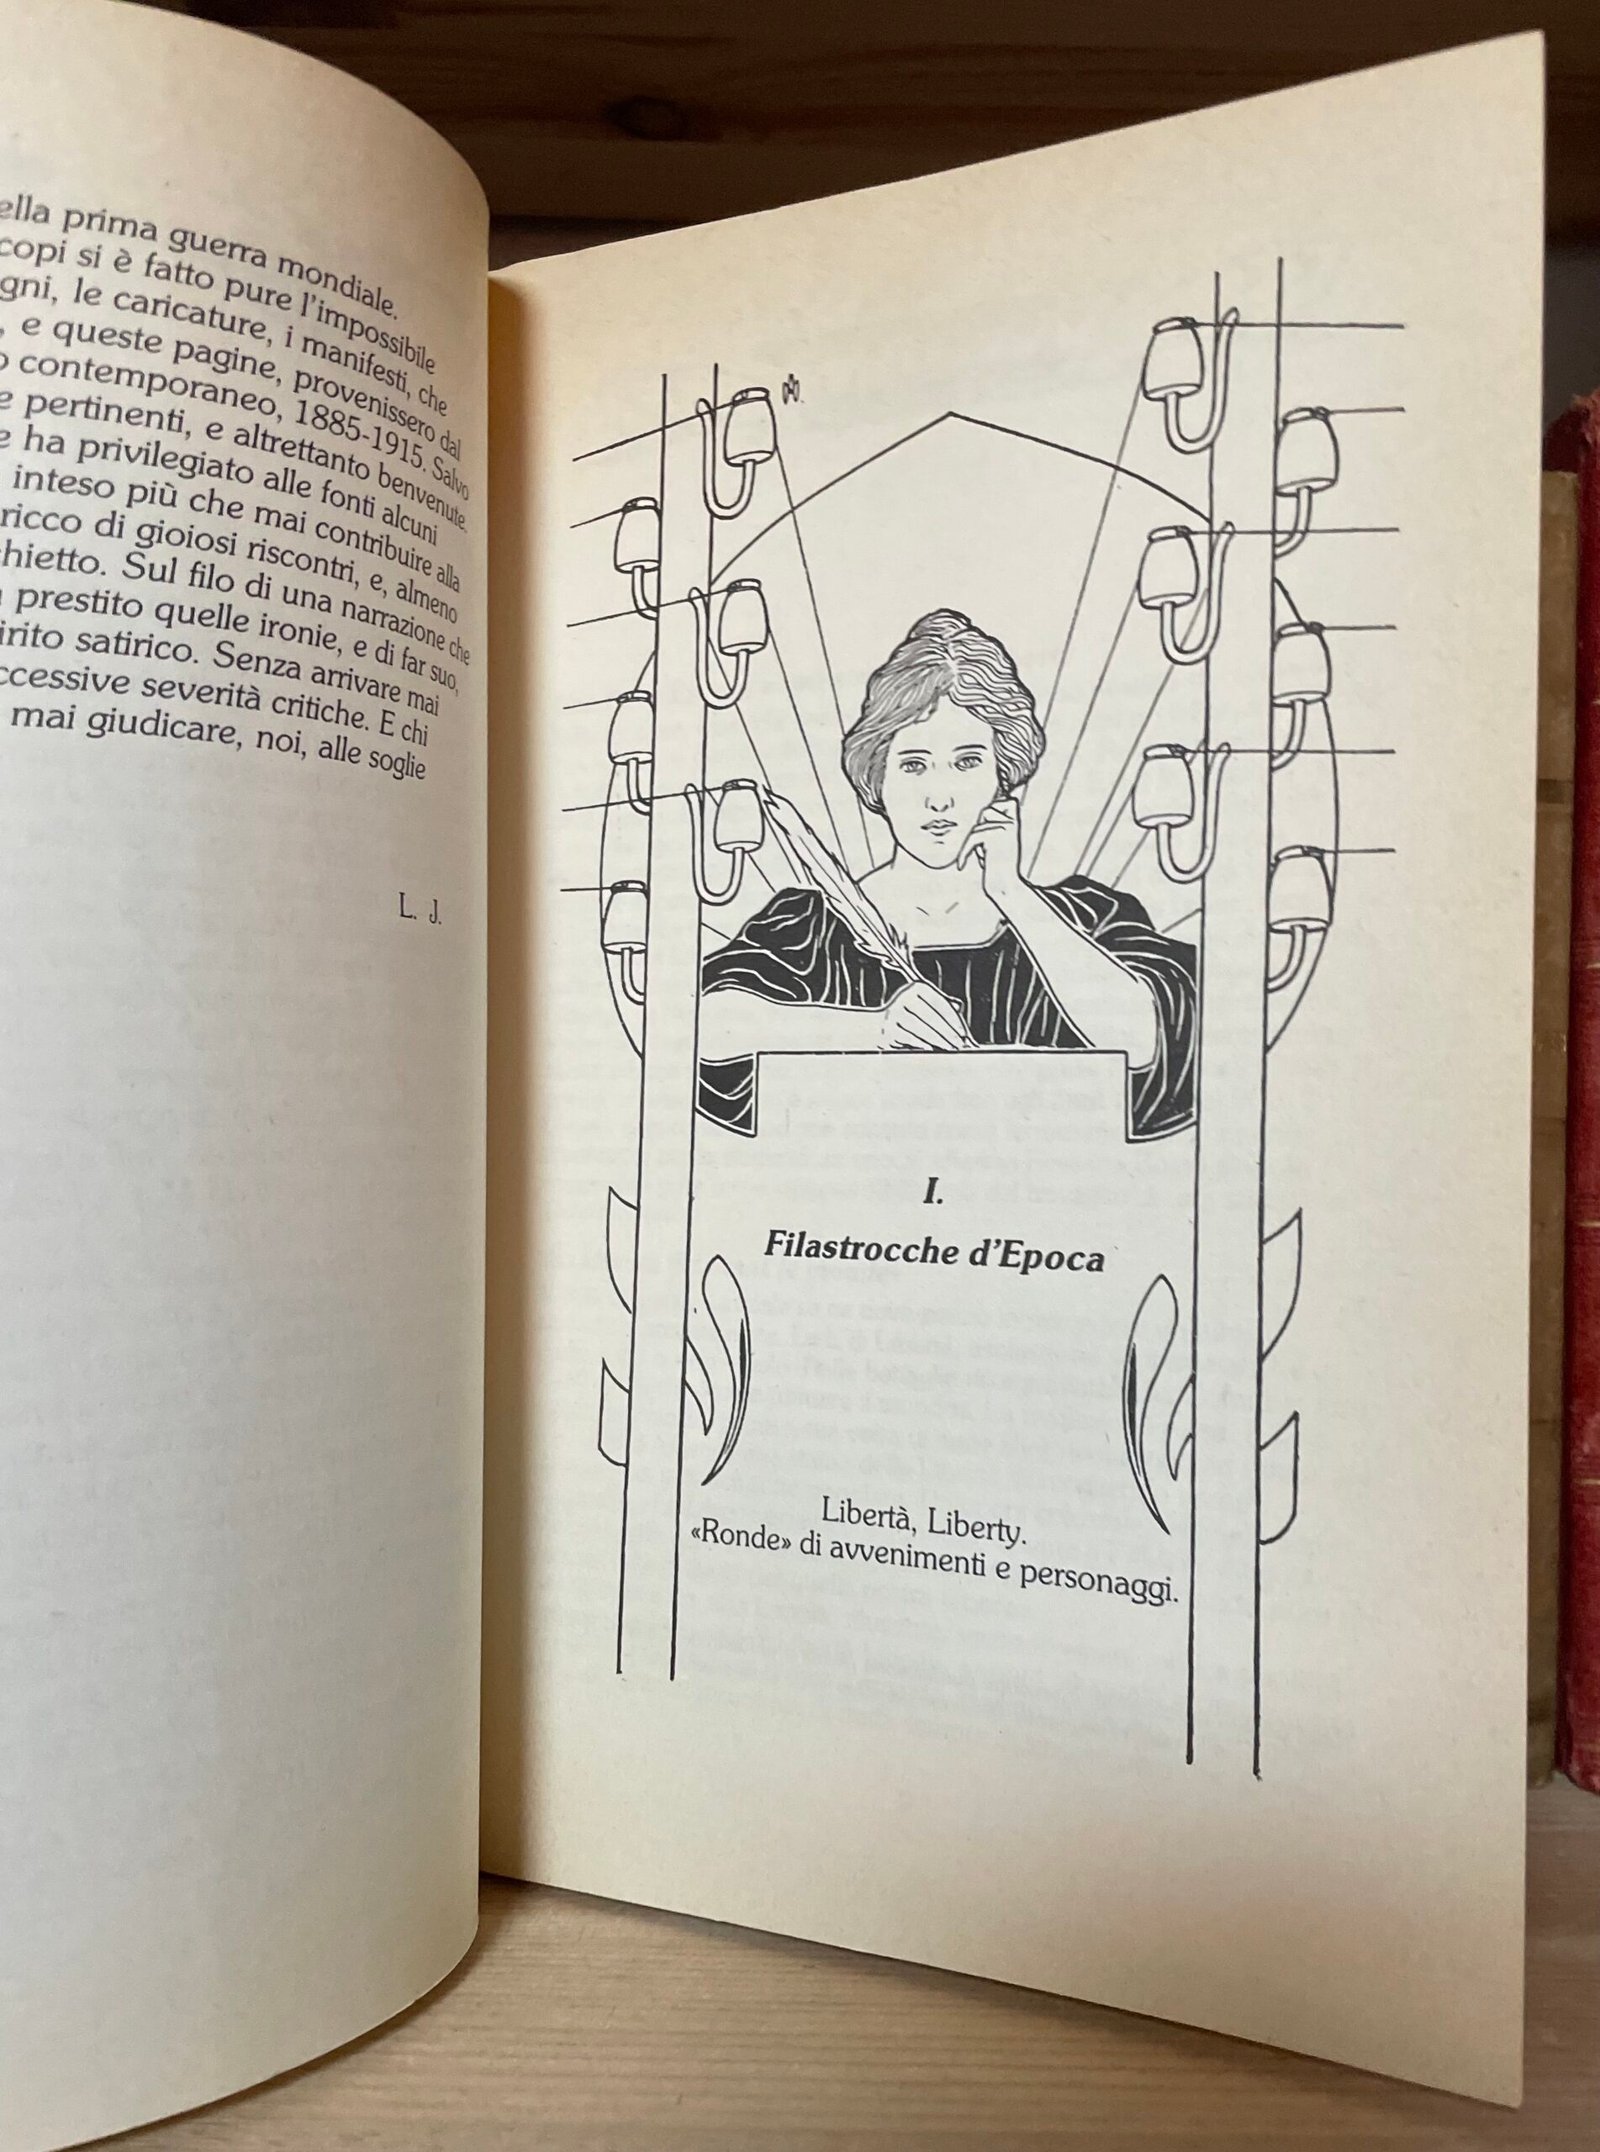 ella prima guerra mondiale.
copi si è fatto pure l'impossibile
gni, le caricature, i manifesti, che
, e queste pagine, provenissero dal
o contemporaneo, 1885-1915. Salvo
e pertinenti, e altrettanto benvenute.
e ha privilegiato alle fonti alcuni
inteso più che mai contribuire alla
ricco di gioiosi riscontri, e, almeno
chietto. Sul filo di una narrazione che
prestito quelle ironie, e di far suo,
irito satirico. Senza arrivare mai
ccessive severità critiche. E chi
mai giudicare, noi, alle soglie
L. J.
I.
Filastrocche d'Epoca
Libertà, Liberty.
«Ronde» di avvenimenti e personaggi.